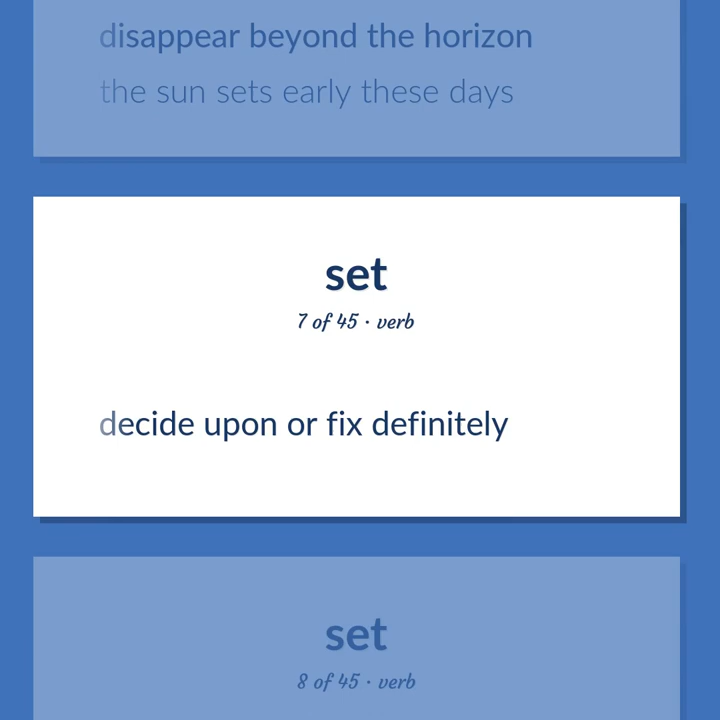 disappear beyond the horizon
the sun sets early these days
set
7 of 45 · verb
decide upon or fix definitely
set
8 of 45 · verb